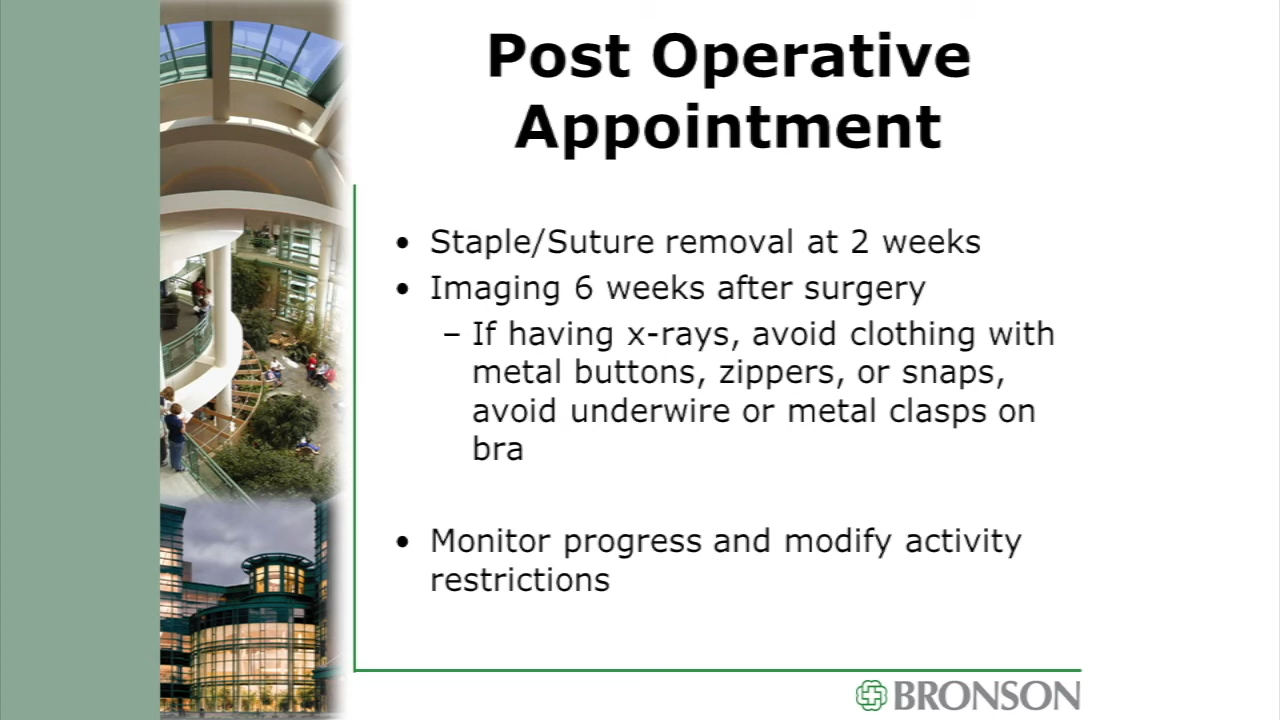 Post Operative
Appointment
• Staple/Suture removal at 2 weeks
• Imaging 6 weeks after surgery
– If having x-rays, avoid clothing with
metal buttons, zippers, or snaps,
avoid underwire or metal clasps on
bra
• Monitor progress and modify activity
restrictions
BRONSON